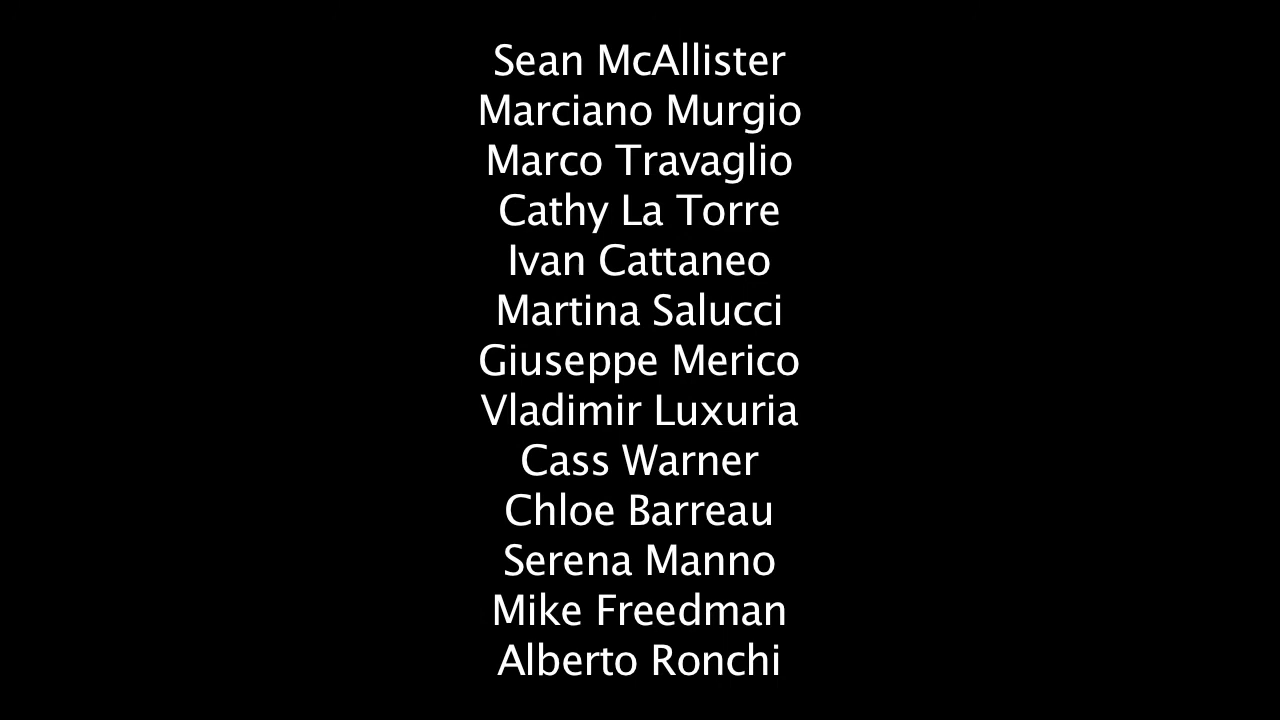 Sean McAllister
Marciano Murgio
Marco Travaglio
Cathy La Torre
Ivan Cattaneo
Martina Salucci
Giuseppe Merico
Vladimir Luxuria
Cass Warner
Chloe Barreau
Serena Manno
Mike Freedman
Alberto Ronchi